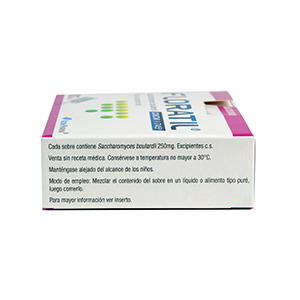 FLORATIL
Cada sobre contiene Saccharomyces boulardii 250mg. Excipientes c.s.
Venta sin receta médica. Consérvese a temperatura no mayor a 30°C.
Manténgase alejado del alcance de los niños.
Modo de empleo: Mezclar el contenido del sobre en un líquido o alimento tipo puré,
luego comerlo.
Para mayor información ver inserto.